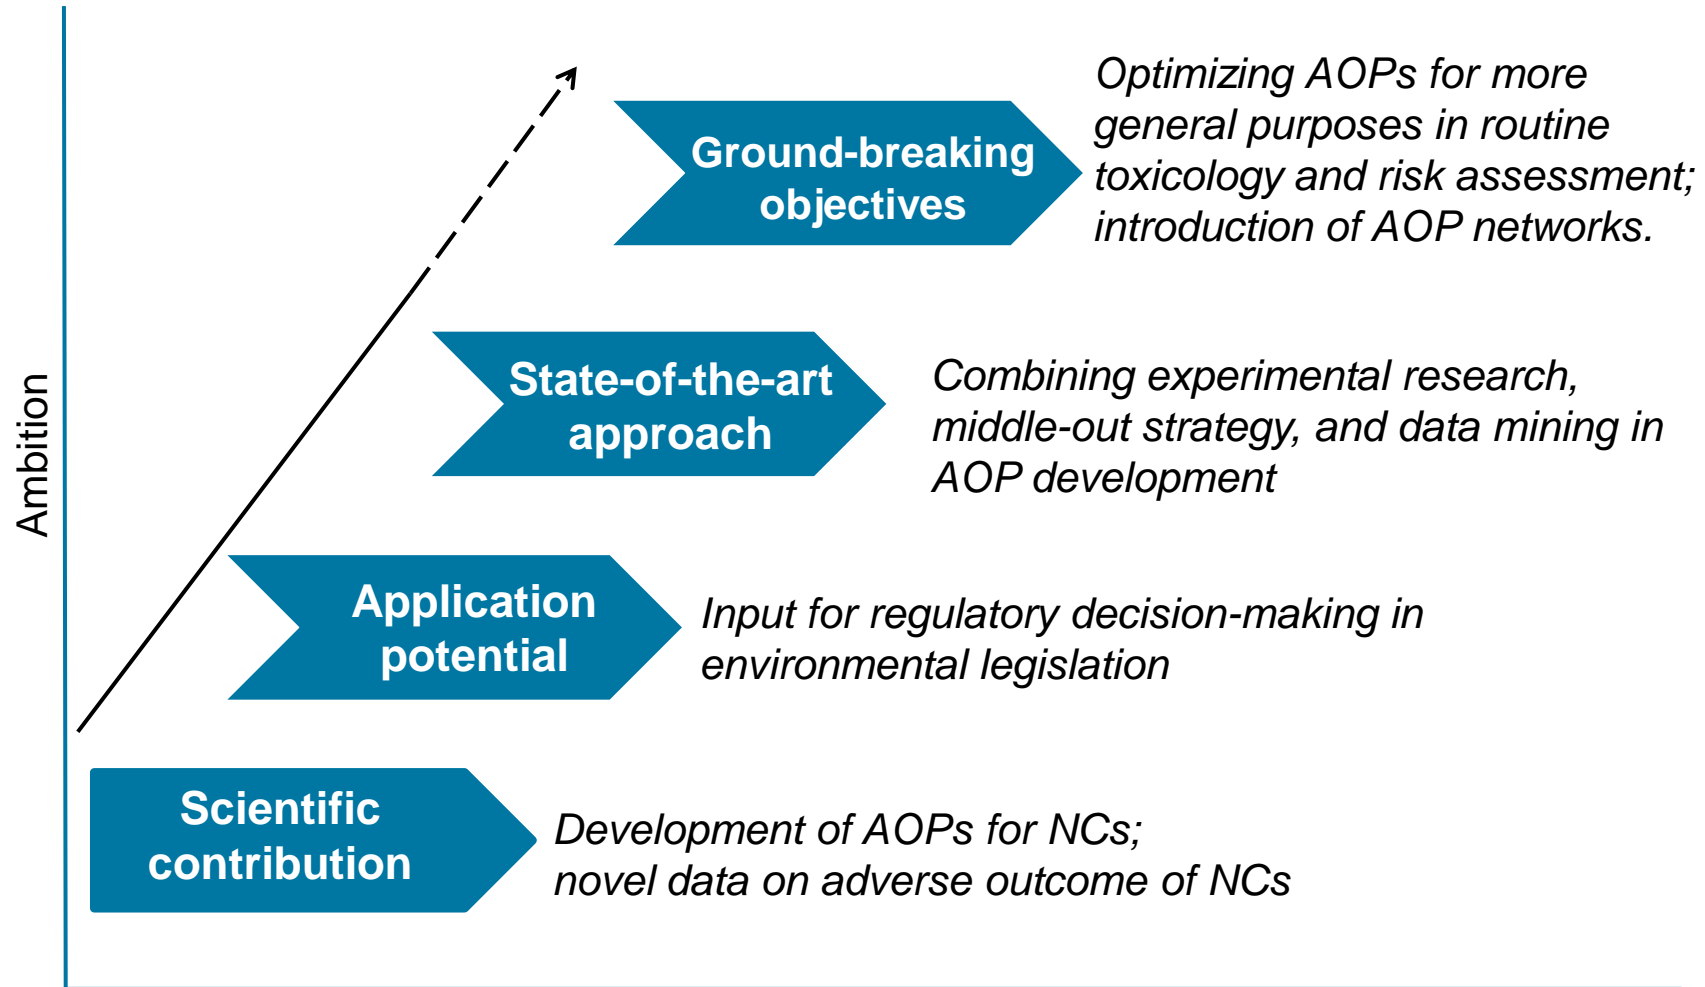 Optimizing AOPs for more
general purposes in routine
toxicology and risk assessment;
introduction of AOP networks.
Ground-breaking
objectives
State-of-the-art
approach
Combining experimental research,
middle-out strategy, and data mining in
AOP development
Ambition
Application
potential
Input for regulatory decision-making in
environmental legislation
Scientific
contribution
Development of AOPs for NCs;
novel data on adverse outcome of NCs